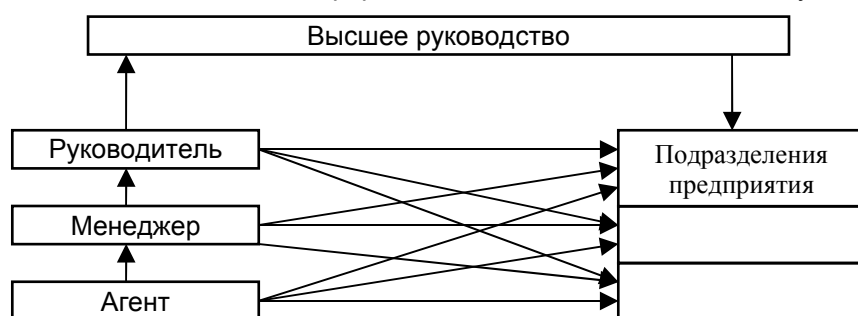 Высшее руководство
Руководитель
Подразделения
предприятия
Менеджер
Агент